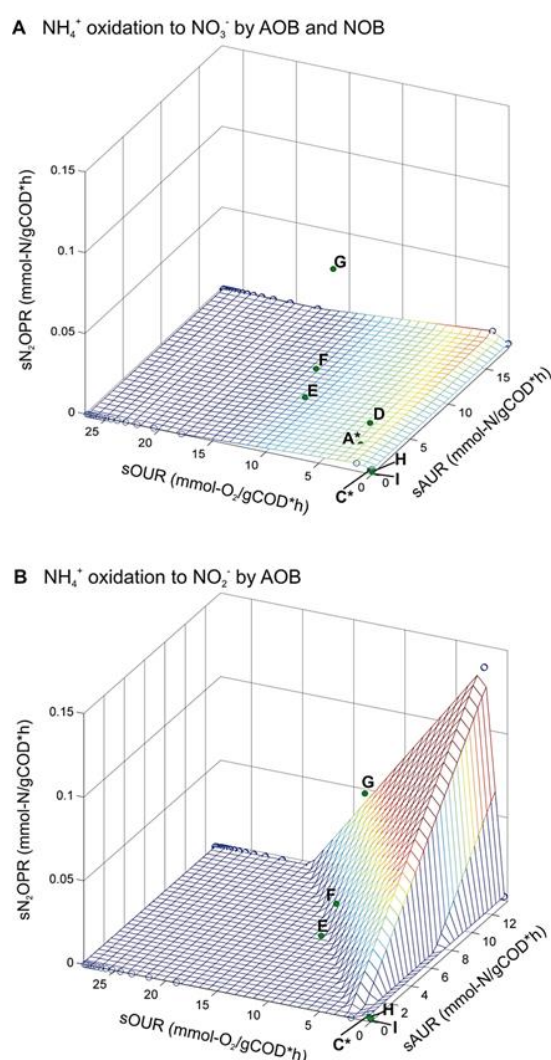 A NH₄⁺ oxidation to NO₃⁻ by AOB and NOB
0.15
0.1
0.05
0
sN₂OPR (mmol-N/gCOD*h)
G
F
E
D
A*
H
I
C*
25
20
15
10
5
0
sOUR (mmol-O₂/gCOD*h)
0
5
10
15
sAUR (mmol-N/gCOD*h)
B NH₄⁺ oxidation to NO₂⁻ by AOB
0.15
0.1
0.05
0
sN₂OPR (mmol-N/gCOD*h)
G
F
E
H
I
C*
25
20
15
10
5
0
sOUR (mmol-O₂/gCOD*h)
0
2
4
6
8
10
12
sAUR (mmol-N/gCOD*h)